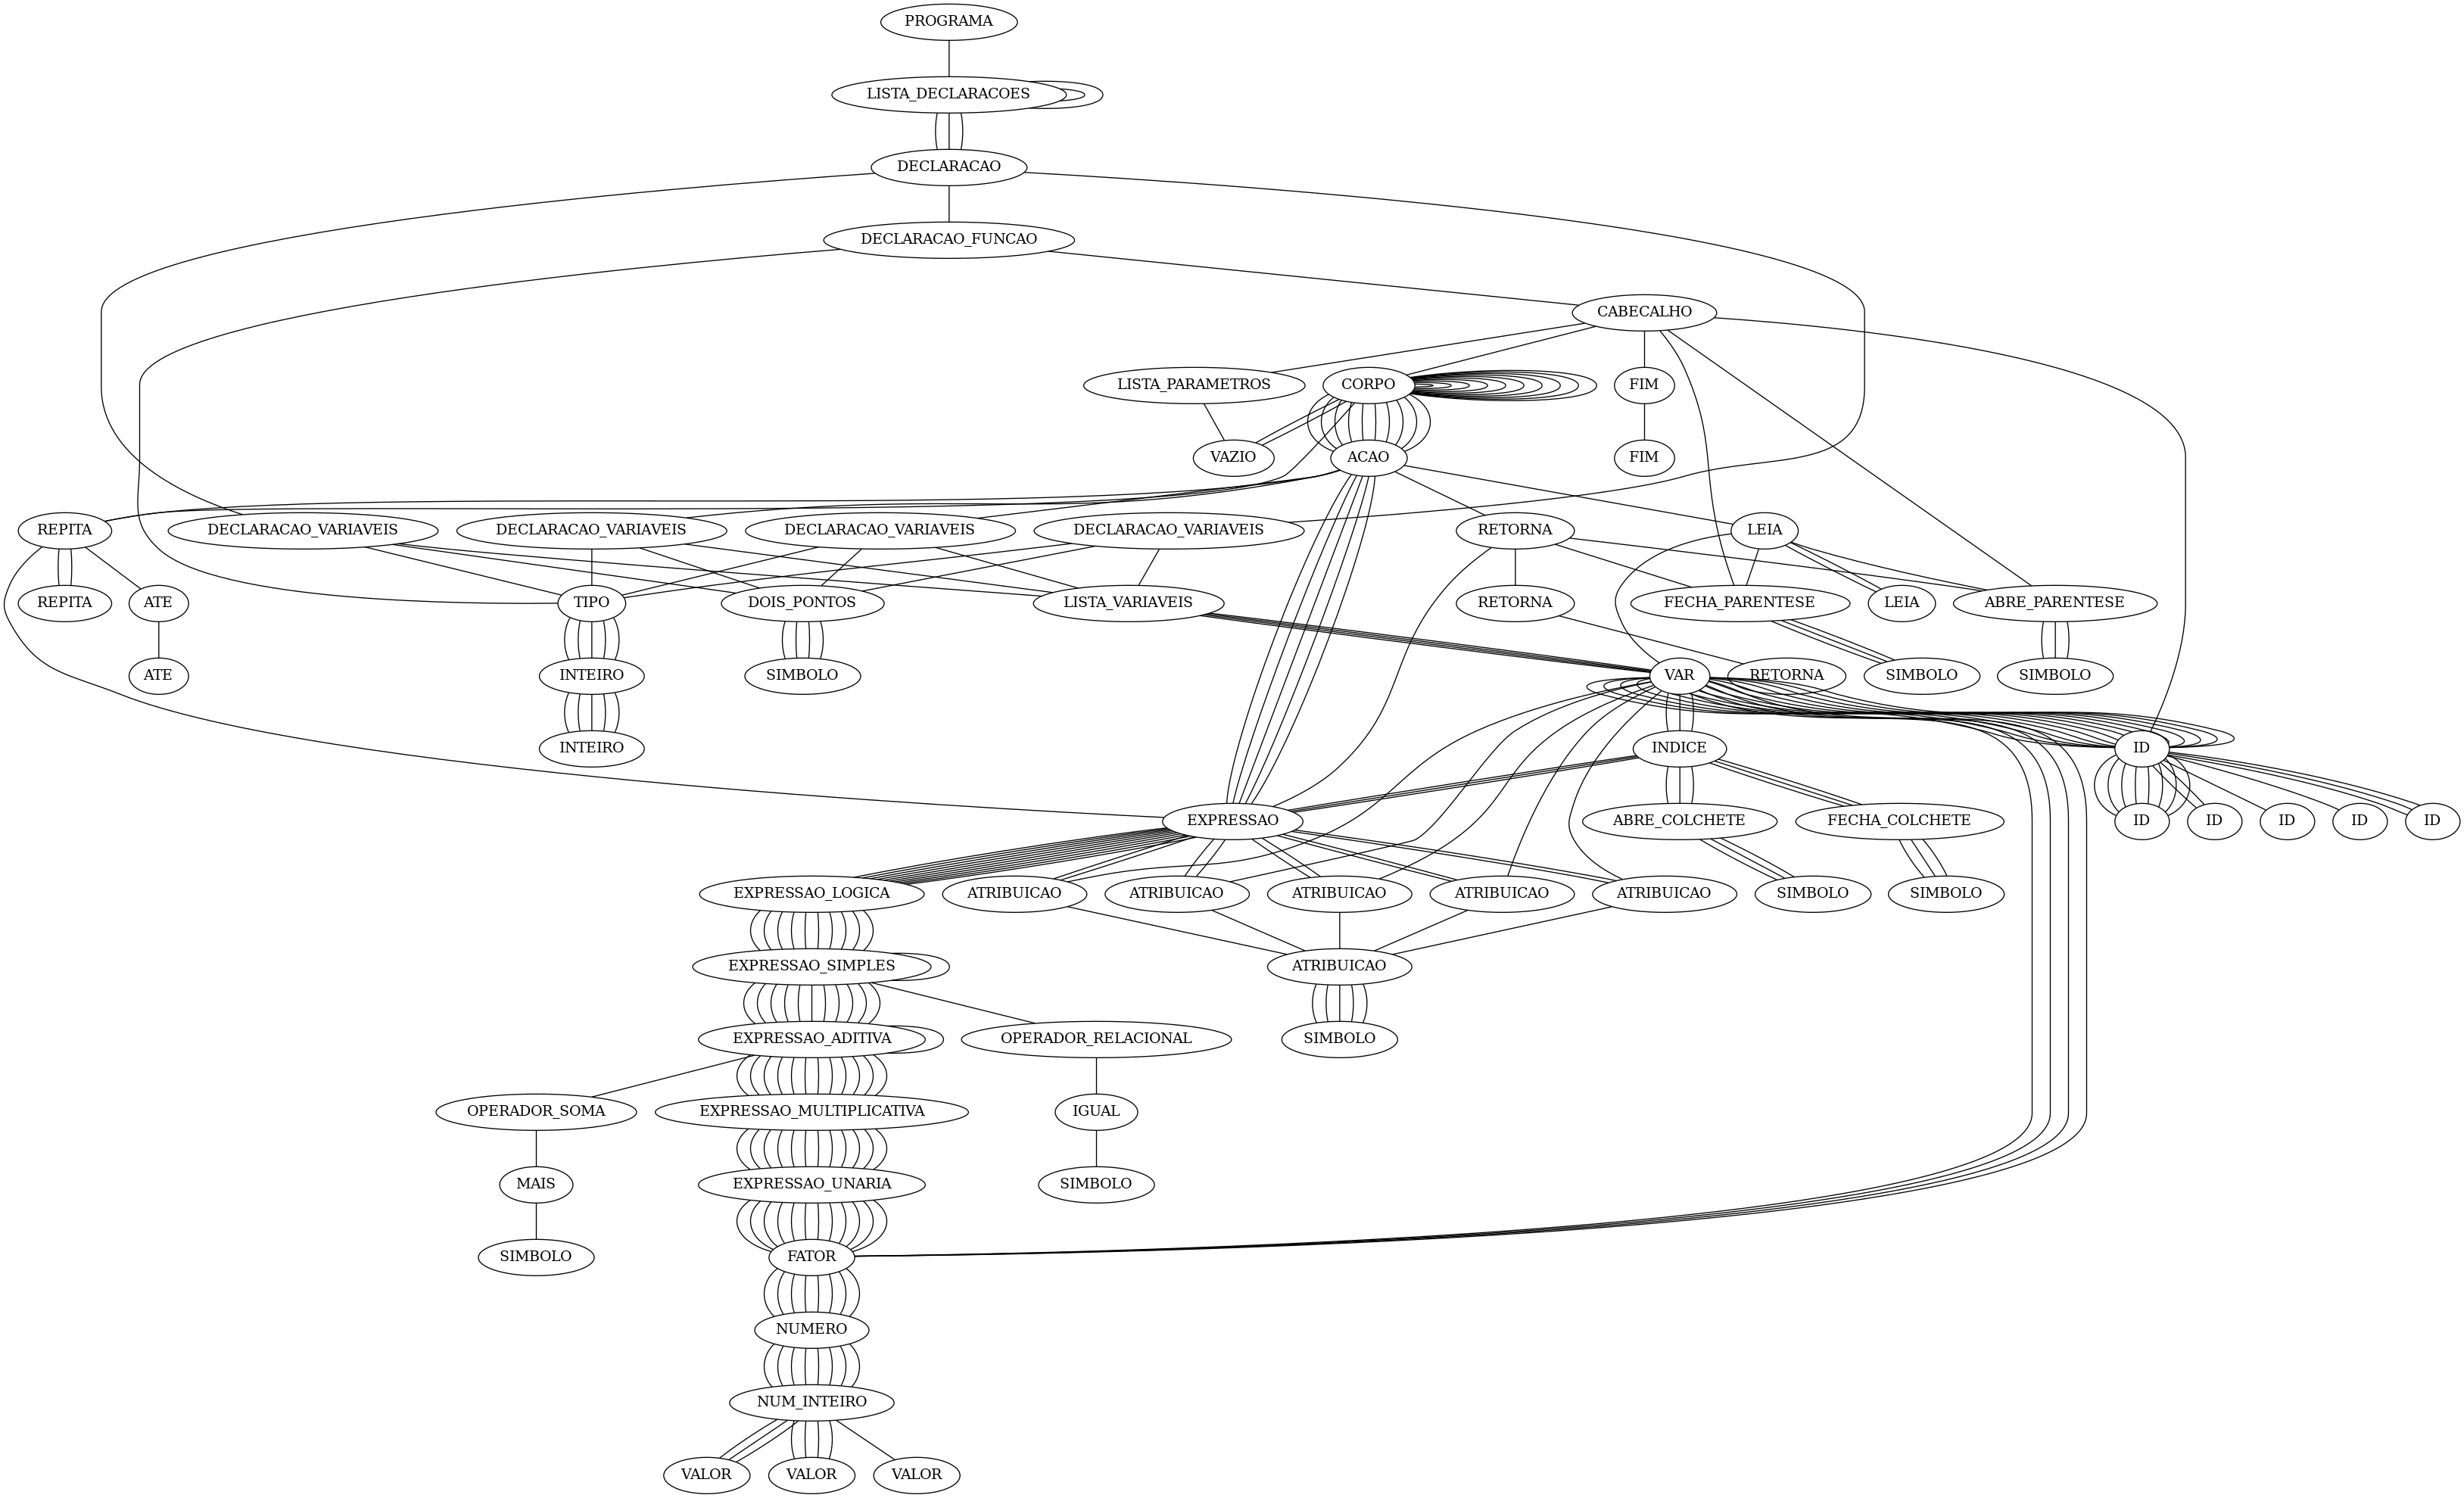 PROGRAMA
LISTA_DECLARACOES
DECLARACAO
DECLARACAO_FUNCAO
CABECALHO
LISTA_PARAMETROS
CORPO
FIM
VAZIO
ACAO
FIM
REPITA
DECLARACAO_VARIAVEIS
DECLARACAO_VARIAVEIS
DECLARACAO_VARIAVEIS
DECLARACAO_VARIAVEIS
RETORNA
LEIA
REPITA
ATE
TIPO
DOIS_PONTOS
LISTA_VARIAVEIS
RETORNA
FECHA_PARENTESE
LEIA
ABRE_PARENTESE
ATE
INTEIRO
SIMBOLO
VAR
RETORNA
SIMBOLO
SIMBOLO
INTEIRO
INDICE
ID
EXPRESSAO
ABRE_COLCHETE
FECHA_COLCHETE
ID
ID
ID
ID
ID
EXPRESSAO_LOGICA
ATRIBUICAO
ATRIBUICAO
ATRIBUICAO
ATRIBUICAO
ATRIBUICAO
SIMBOLO
SIMBOLO
EXPRESSAO_SIMPLES
ATRIBUICAO
EXPRESSAO_ADITIVA
OPERADOR_RELACIONAL
SIMBOLO
OPERADOR_SOMA
EXPRESSAO_MULTIPLICATIVA
IGUAL
MAIS
EXPRESSAO_UNARIA
SIMBOLO
SIMBOLO
FATOR
NUMERO
NUM_INTEIRO
VALOR
VALOR
VALOR